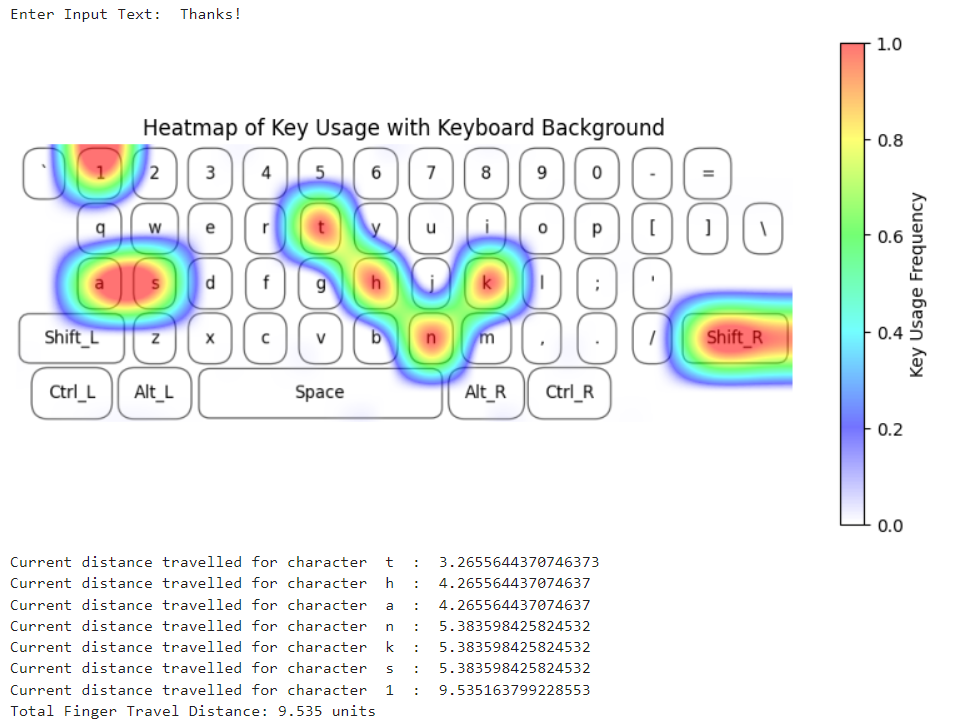 Enter Input Text:  Thanks!
Heatmap of Key Usage with Keyboard Background
` 1 2 3 4 5 6 7 8 9 0 - =
q w e r t y u i o p [ ] \
a s d f g h j k l ; '
Shift_L z x c v b n m , . / Shift_R
Ctrl_L Alt_L Space Alt_R Ctrl_R
1.0
0.8
0.6
0.4
0.2
0.0
Key Usage Frequency
Current distance travelled for character  t  :  3.2655644370746373
Current distance travelled for character  h  :  4.265564437074637
Current distance travelled for character  a  :  4.265564437074637
Current distance travelled for character  n  :  5.383598425824532
Current distance travelled for character  k  :  5.383598425824532
Current distance travelled for character  s  :  5.383598425824532
Current distance travelled for character  1  :  9.535163799228553
Total Finger Travel Distance: 9.535 units